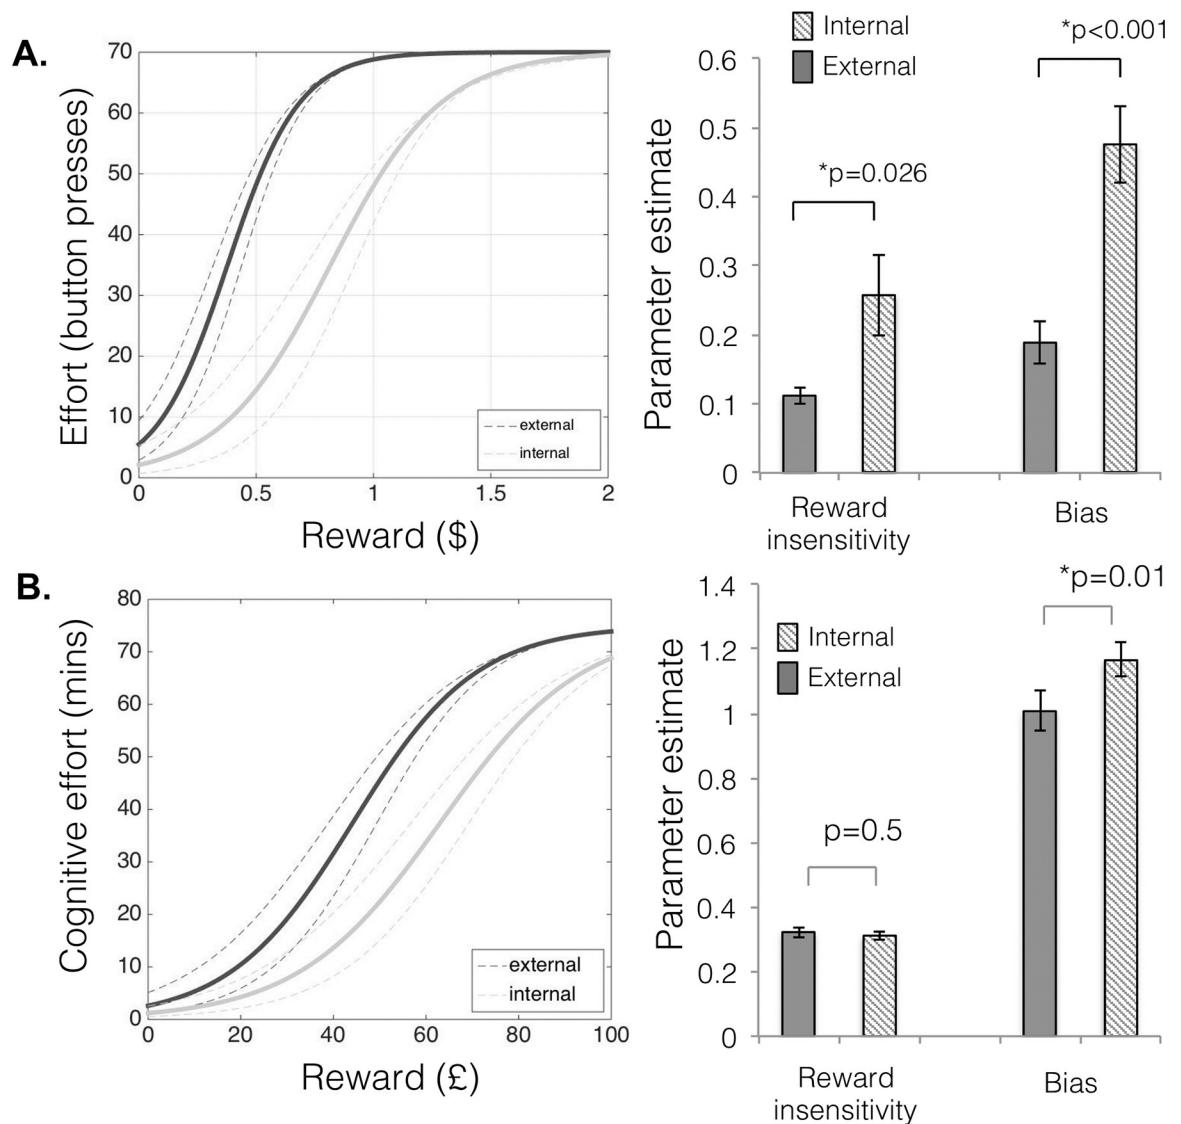 A.
Effort (button presses)
70
60
50
40
30
20
10
0
0 0.5 1 1.5 2
Reward ($)
external
internal
Internal
External
*p<0.001
*p=0.026
Parameter estimate
0.6
0.5
0.4
0.3
0.2
0.1
0
Reward
insensitivity
Bias
B.
Cognitive effort (mins)
80
70
60
50
40
30
20
10
0
0 20 40 60 80 100
Reward (£)
external
internal
*p=0.01
Internal
External
p=0.5
Parameter estimate
1.4
1.2
1
0.8
0.6
0.4
0.2
0
Reward
insensitivity
Bias